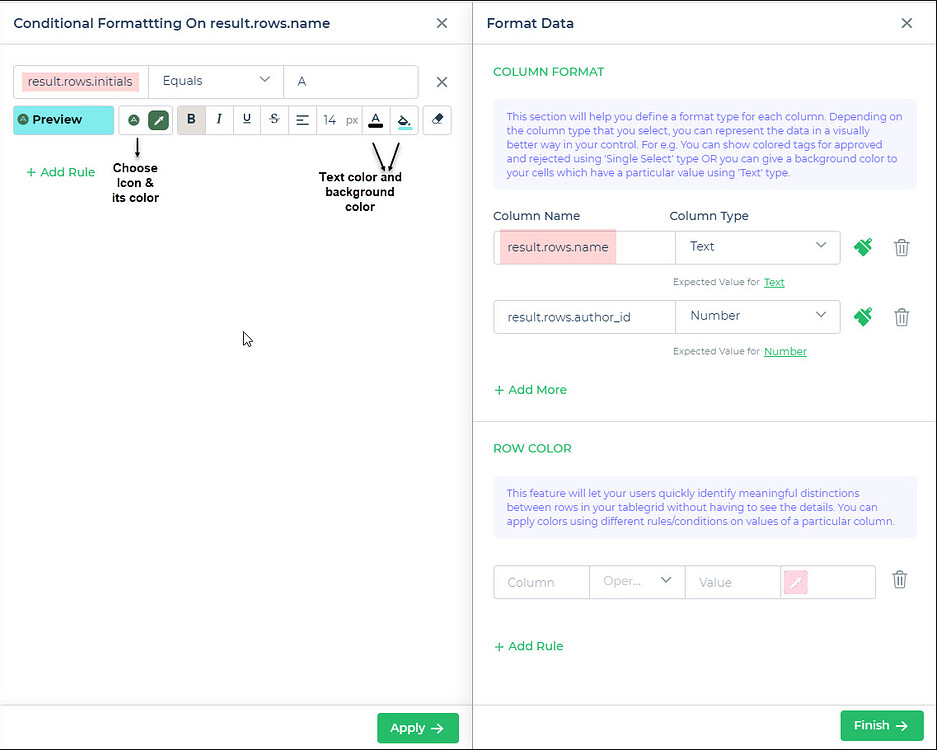 Conditional Formattting On result.rows.name
result.rows.initials
Equals
A
A Preview
A
B
I
U
S
14 px
A
+ Add Rule
Choose
Icon &
its color
Text color and
background
color
Apply →
Format Data
COLUMN FORMAT
This section will help you define a format type for each column. Depending on
the column type that you select, you can represent the data in a visually
better way in your control. For e.g. You can show colored tags for approved
and rejected using 'Single Select' type OR you can give a background color to
your cells which have a particular value using 'Text' type.
Column Name
Column Type
result.rows.name
Text
Expected Value for Text
result.rows.author_id
Number
Expected Value for Number
+ Add More
ROW COLOR
This feature will let your users quickly identify meaningful distinctions
between rows in your tablegrid without having to see the details. You can
apply colors using different rules/conditions on values of a particular column.
Column
Oper...
Value
+ Add Rule
Finish →